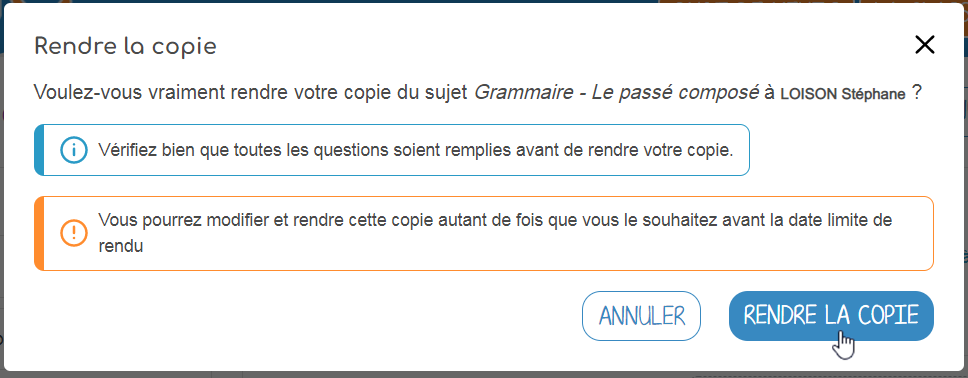 Rendre la copie
Voulez-vous vraiment rendre votre copie du sujet Grammaire - Le passé composé à LOISON Stéphane ?
Vérifiez bien que toutes les questions soient remplies avant de rendre votre copie.
Vous pourrez modifier et rendre cette copie autant de fois que vous le souhaitez avant la date limite de
rendu
ANNULER
RENDRE LA COPIE